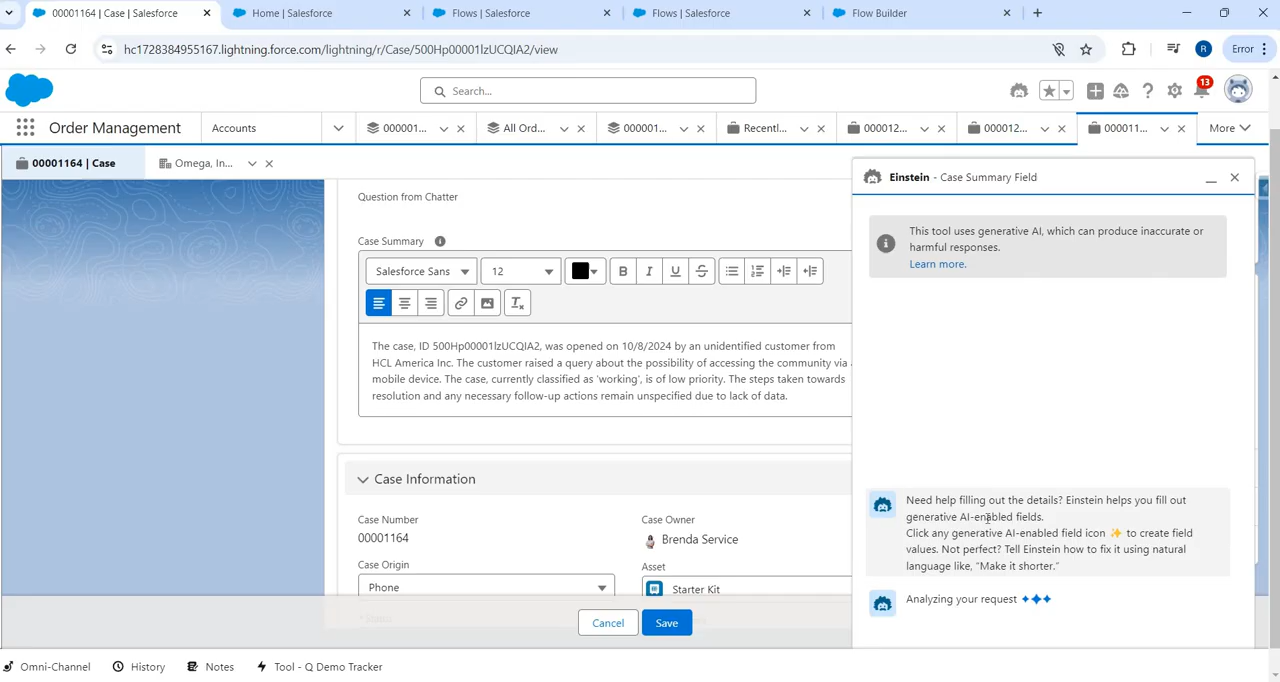 00001164 | Case | Salesforce
Home | Salesforce
Flows | Salesforce
Flows | Salesforce
Flow Builder
hc1728384955167.lightning.force.com/lightning/r/Case/500Hp00001lzUCQIA2/view
R
Error
Search...
13
Order Management
Accounts
000001...
All Ord...
000001...
Recentl...
000012...
000012...
000011...
More
00001164 | Case
Omega, In...
Question from Chatter
Case Summary
Salesforce Sans
12
B I U S
The case, ID 500Hp00001lzUCQIA2, was opened on 10/8/2024 by an unidentified customer from
HCL America Inc. The customer raised a query about the possibility of accessing the community via
mobile device. The case, currently classified as 'working', is of low priority. The steps taken towards
resolution and any necessary follow-up actions remain unspecified due to lack of data.
Case Information
Case Number
00001164
Case Owner
Brenda Service
Case Origin
Phone
Asset
Starter Kit
* Status
Cancel
Save
Einstein - Case Summary Field
This tool uses generative AI, which can produce inaccurate or
harmful responses.
Learn more.
Need help filling out the details? Einstein helps you fill out
generative AI-enabled fields.
Click any generative AI-enabled field icon ✨ to create field
values. Not perfect? Tell Einstein how to fix it using natural
language like, “Make it shorter.”
Analyzing your request
Omni-Channel
History
Notes
Tool - Q Demo Tracker